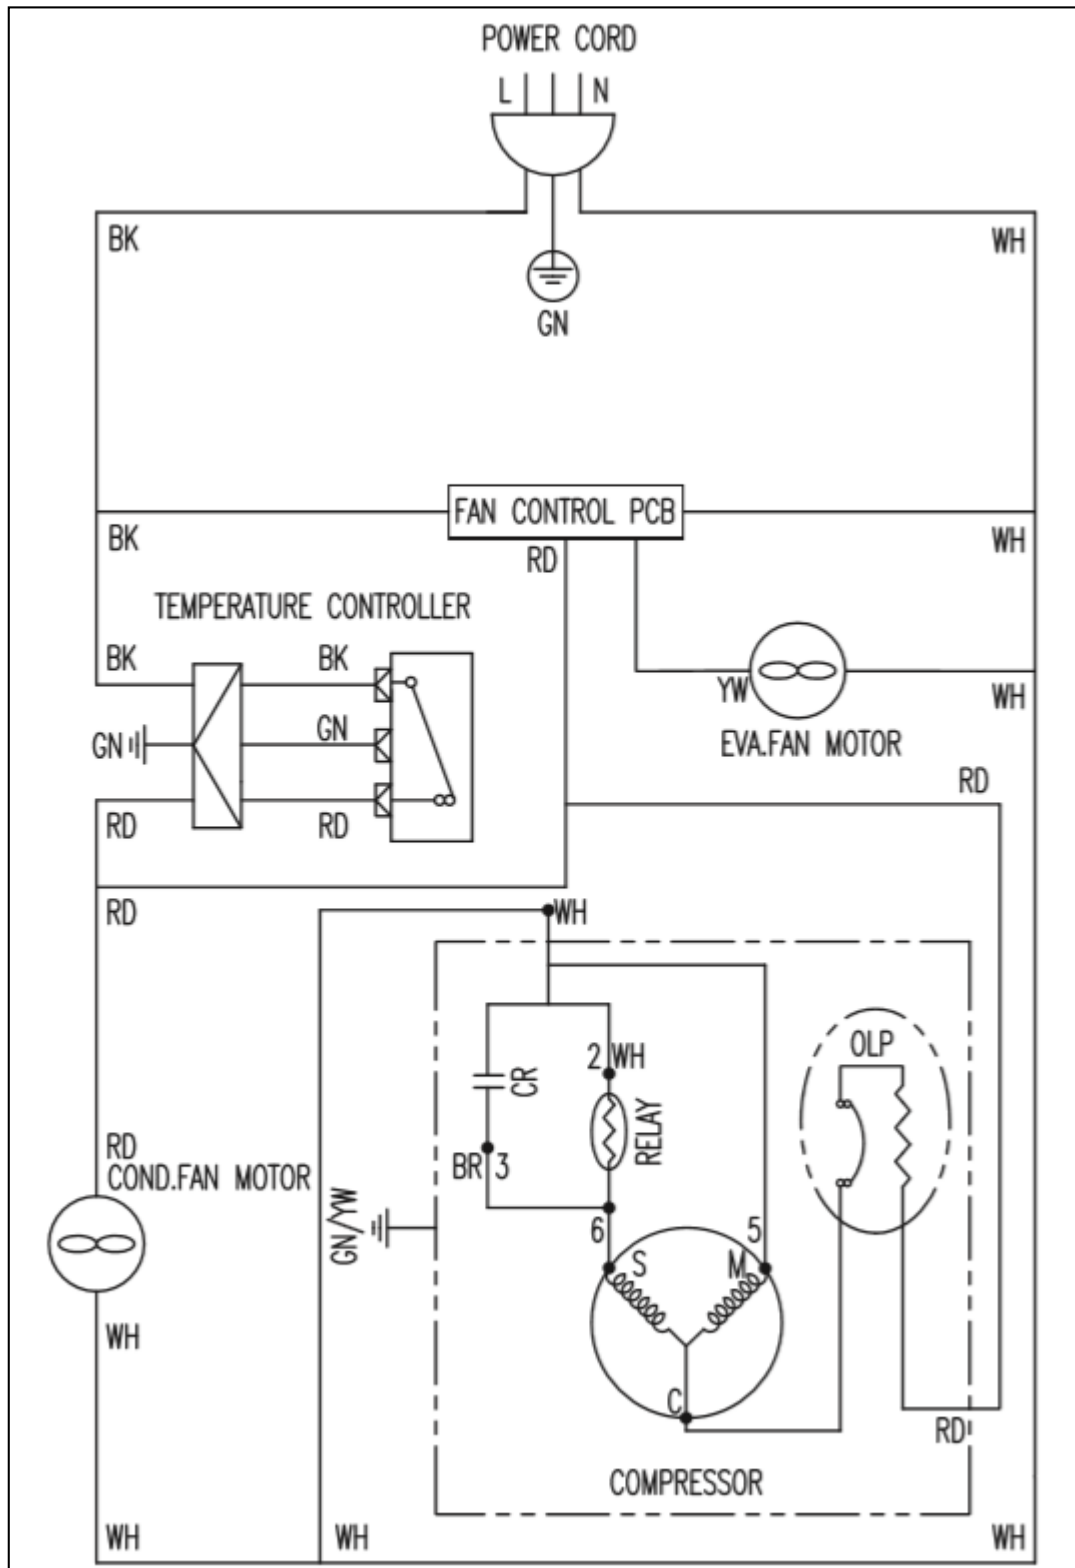 POWER CORD
L N
BK WH
GN
FAN CONTROL PCB
BK RD WH
TEMPERATURE CONTROLLER
BK BK
YW WH
GN GN
EVA.FAN MOTOR
RD
RD RD
RD WH
OLP
2 WH
CR
RELAY
RD
BR 3
COND.FAN MOTOR
GN/YW
6 5
S M
WH
C
RD
COMPRESSOR
WH WH WH